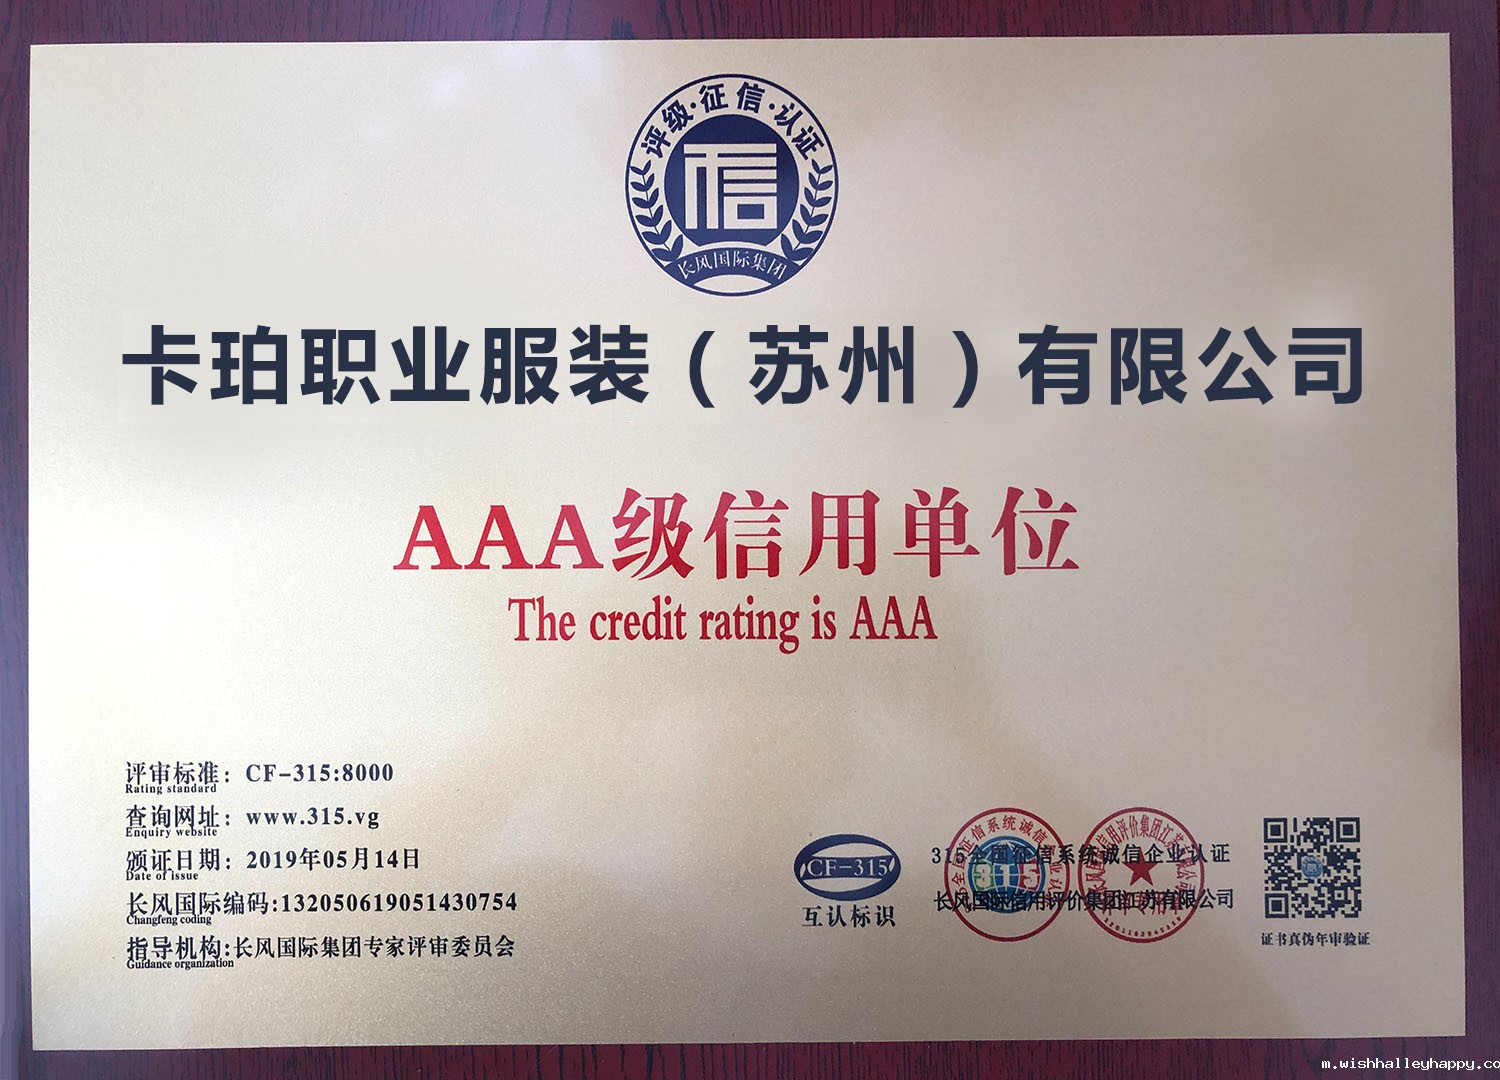 评级·征信·认证
信
长风国际集团
卡珀职业服装（苏州）有限公司
AAA级信用单位
The credit rating is AAA
评审标准：CF-315:8000
Rating standard
查询网址：www.315.vg
Enquiry website
颁证日期：2019年05月14日
Date of issue
长风国际编码:132050619051430754
Changfeng coding
指导机构:长风国际集团专家评审委员会
Guidance organization
CF-315
互认标识
315全国征信系统诚信企业认证
长风国际信用评价集团江苏有限公司
315
证书真伪年审验证
m.wishhalleyhappy.co